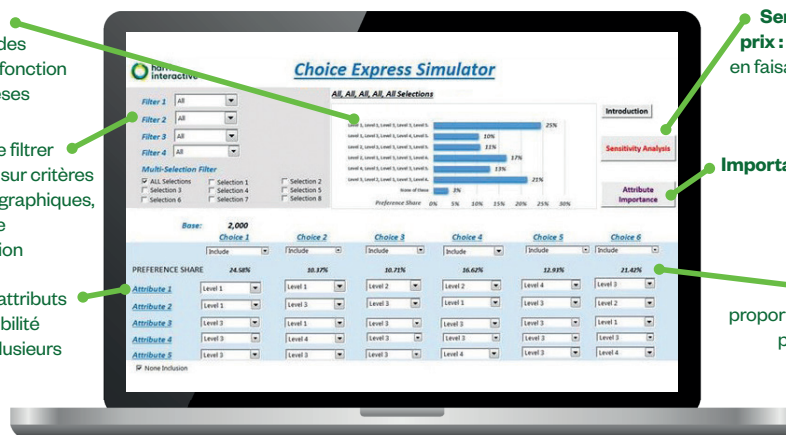 des
fonction
èses
e filtrer
sur critères
graphiques,
e
ion
attributs
bilité
lusieurs
harris
interactive
Choice Express Simulator
Filter 1 All
Filter 2 All
Filter 3 All
Filter 4 All
Multi-Selection Filter
ALL Selections Selection 1 Selection 2
Selection 3 Selection 4 Selection 5
Selection 6 Selection 7 Selection 8
All, All, All, All, All Selections
25%
10%
11%
17%
13%
21%
None of these 3%
Preference Share 0% 5% 10% 15% 20% 25% 30%
Introduction
Sensitivity Analysis
Attribute
Importance
Base: 2,000
Choice 1 Choice 2 Choice 3 Choice 4 Choice 5 Choice 6
Include Include Include Include Include Include
PREFERENCE SHARE 24.58% 10.37% 10.71% 16.62% 12.93% 21.42%
Attribute 1 Level 1 Level 1 Level 2 Level 2 Level 4 Level 3
Attribute 2 Level 1 Level 3 Level 3 Level 1 Level 3 Level 2
Attribute 3 Level 3 Level 1 Level 3 Level 3 Level 3 Level 1
Attribute 4 Level 3 Level 4 Level 3 Level 3 Level 3 Level 3
Attribute 5 Level 3 Level 3 Level 3 Level 4 Level 3 Level 4
None Inclusion
Sen
prix :
en faisa
Importa
proport
p